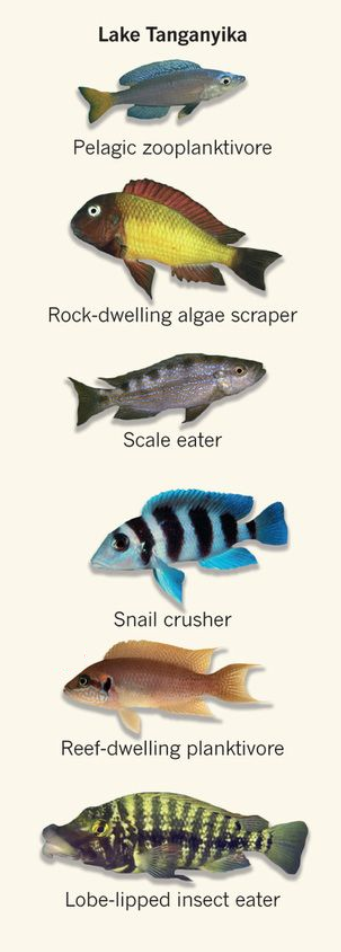 Lake Tanganyika
Pelagic zooplanktivore
Rock-dwelling algae scraper
Scale eater
Snail crusher
Reef-dwelling planktivore
Lobe-lipped insect eater